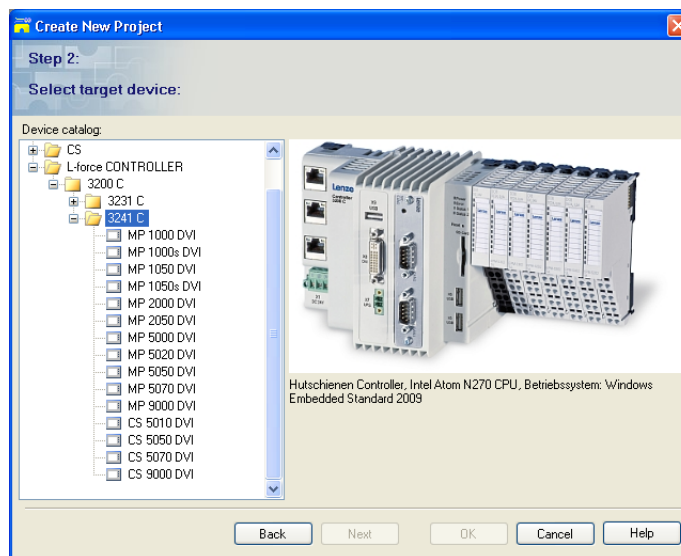 Create New Project
Step 2:
Select target device:
Device catalog:
CS
L-force CONTROLLER
3200 C
3231 C
3241 C
MP 1000 DVI
MP 1000s DVI
MP 1050 DVI
MP 1050s DVI
MP 2000 DVI
MP 2050 DVI
MP 5000 DVI
MP 5020 DVI
MP 5050 DVI
MP 5070 DVI
MP 9000 DVI
CS 5010 DVI
CS 5050 DVI
CS 5070 DVI
CS 9000 DVI
Lenze
Controller
3200 C
USB
Hutschienen Controller, Intel Atom N270 CPU, Betriebssystem: Windows
Embedded Standard 2009
Back
Next
OK
Cancel
Help